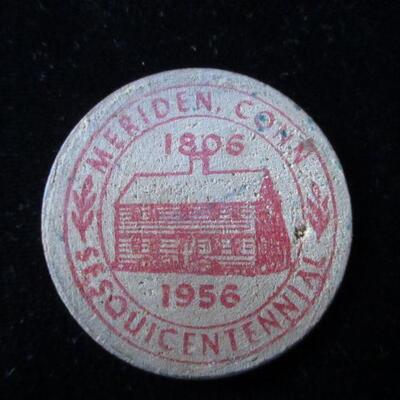 MERIDEN, CONN
1806
1956
SESQUICENTENNIAL